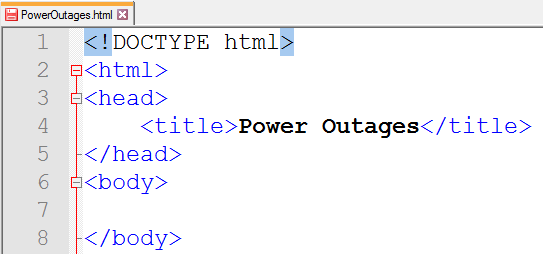 PowerOutages.html
1 <!DOCTYPE html>
2 <html>
3 <head>
4     <title>Power Outages</title>
5 </head>
6 <body>
7
8 </body>